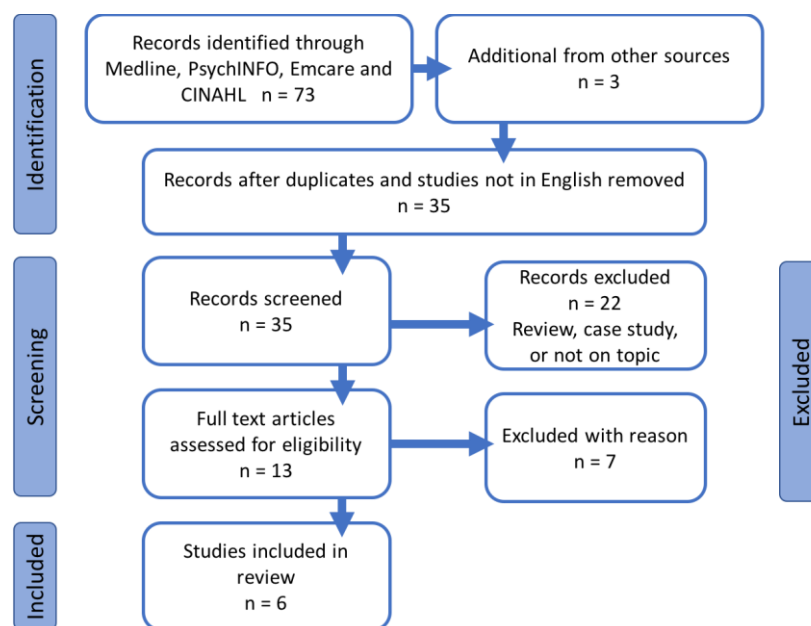 Identification
Records identified through
Medline, PsychINFO, Emcare and
CINAHL n = 73
Additional from other sources
n = 3
Records after duplicates and studies not in English removed
n = 35
Screening
Records screened
n = 35
Records excluded
n = 22
Review, case study,
or not on topic
Full text articles
assessed for eligibility
n = 13
Excluded with reason
n = 7
Excluded
Included
Studies included in
review
n = 6